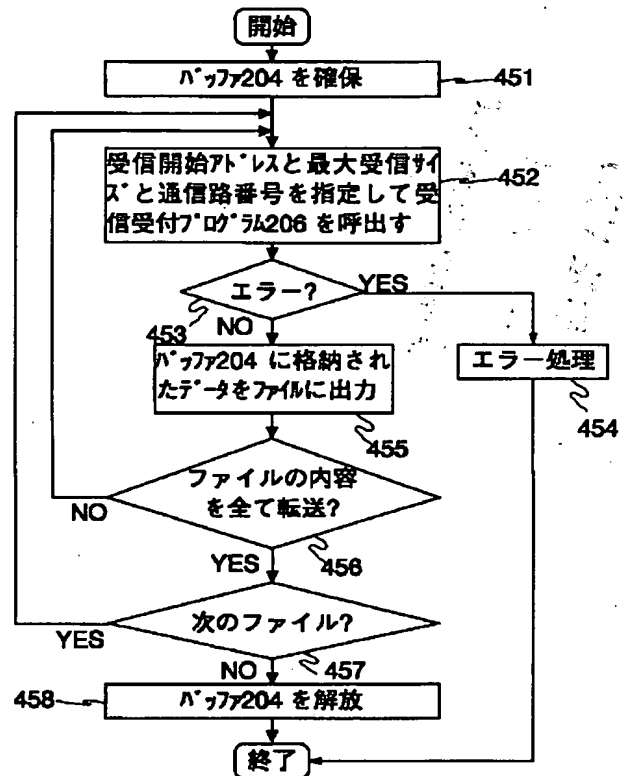 開始
バッファ204 を確保
451
受信開始アドレスと最大受信サイ
ズと通信路番号を指定して受
信受付プログラム206 を呼出す
452
エラー?
YES
453
NO
バッファ204 に格納され
たデータをファイルに出力
エラー処理
454
455
ファイルの内容
を全て転送?
NO
YES
456
次のファイル?
YES
NO
457
458
バッファ204 を解放
終了